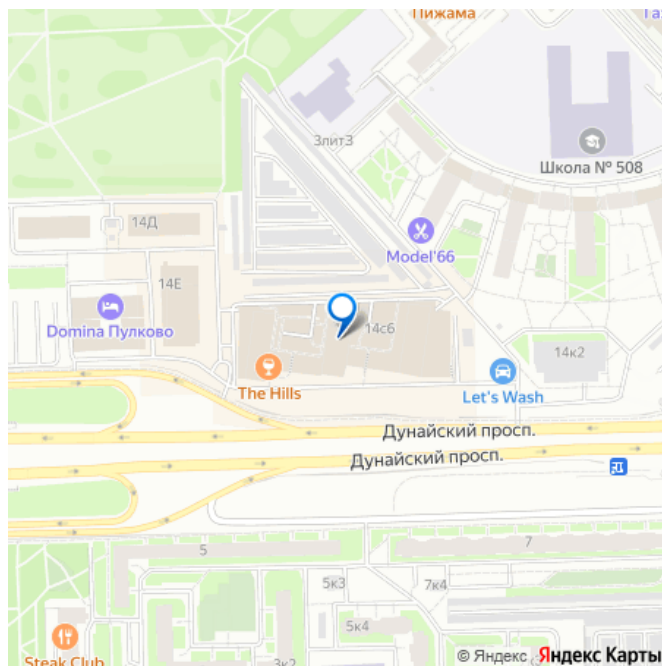 Пижама
3лит3
Школа № 508
14Д
Model'66
14Е
Domina Пулково
14с6
14к2
The Hills
Let's Wash
Дунайский просп.
Дунайский просп.
5
7
5к3
7к4
5к4
Steak Club
3к2
© Яндекс Яндекс Карты